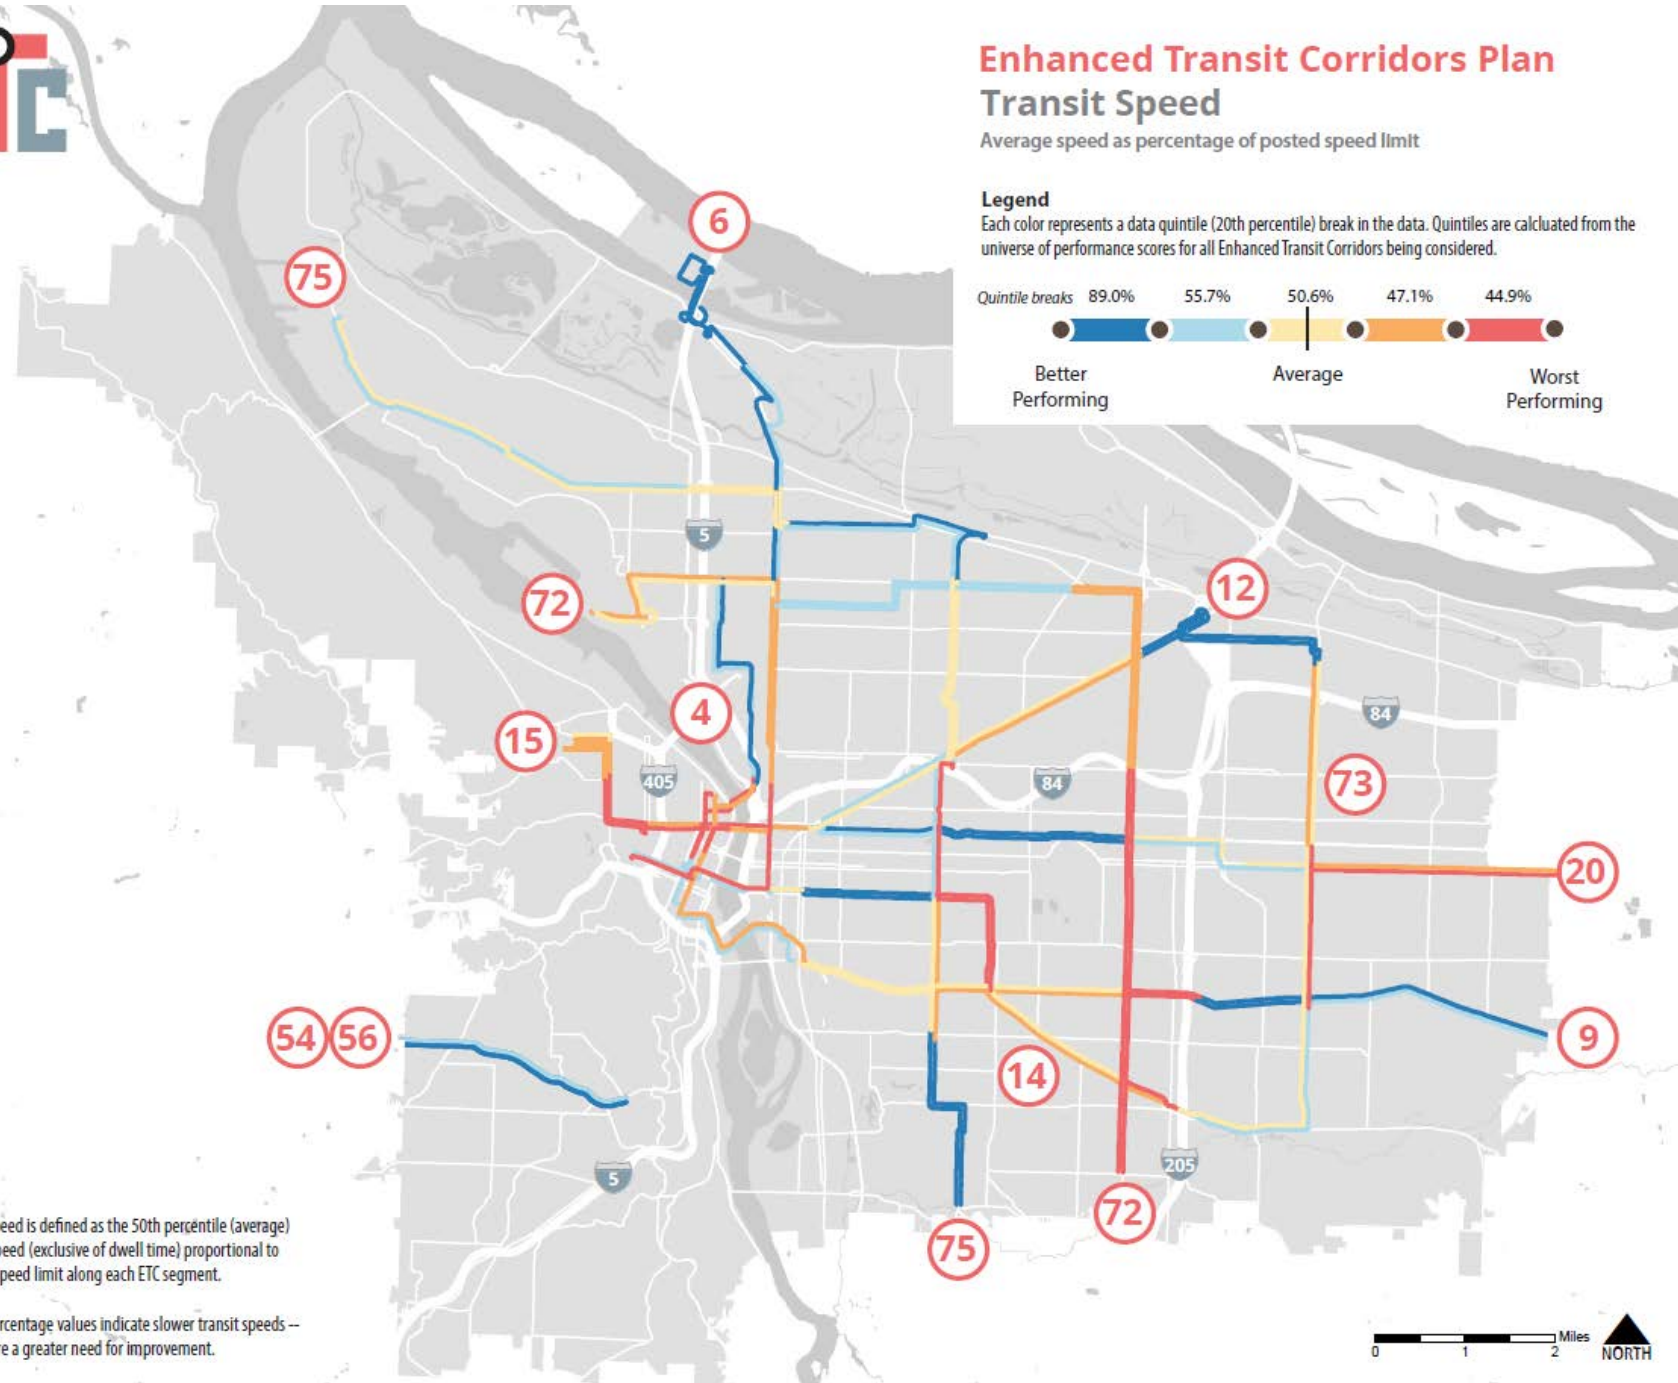 TC
Enhanced Transit Corridors Plan
Transit Speed
Average speed as percentage of posted speed limit
Legend
Each color represents a data quintile (20th percentile) break in the data. Quintiles are calcluated from the
universe of performance scores for all Enhanced Transit Corridors being considered.
Quintile breaks 89.0% 55.7% 50.6% 47.1% 44.9%
Better
Performing
Average
Worst
Performing
6
75
5
72
12
4
15
405
84
84
73
20
54 56
9
14
5
205
72
75
eed is defined as the 50th percentile (average)
peed (exclusive of dwell time) proportional to
peed limit along each ETC segment.
rcentage values indicate slower transit speeds --
e a greater need for improvement.
Miles
0 1 2
NORTH